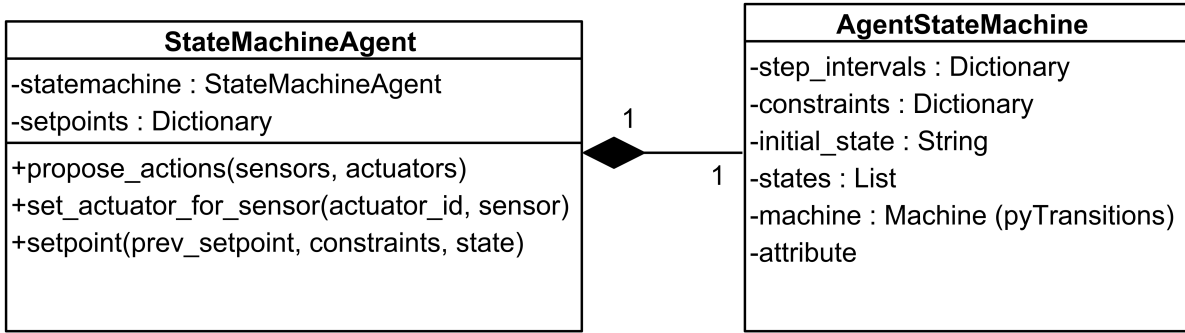 StateMachineAgent
-statemachine : StateMachineAgent
-setpoints : Dictionary
+propose_actions(sensors, actuators)
+set_actuator_for_sensor(actuator_id, sensor)
+setpoint(prev_setpoint, constraints, state)
1
1
AgentStateMachine
-step_intervals : Dictionary
-constraints : Dictionary
-initial_state : String
-states : List
-machine : Machine (pyTransitions)
-attribute